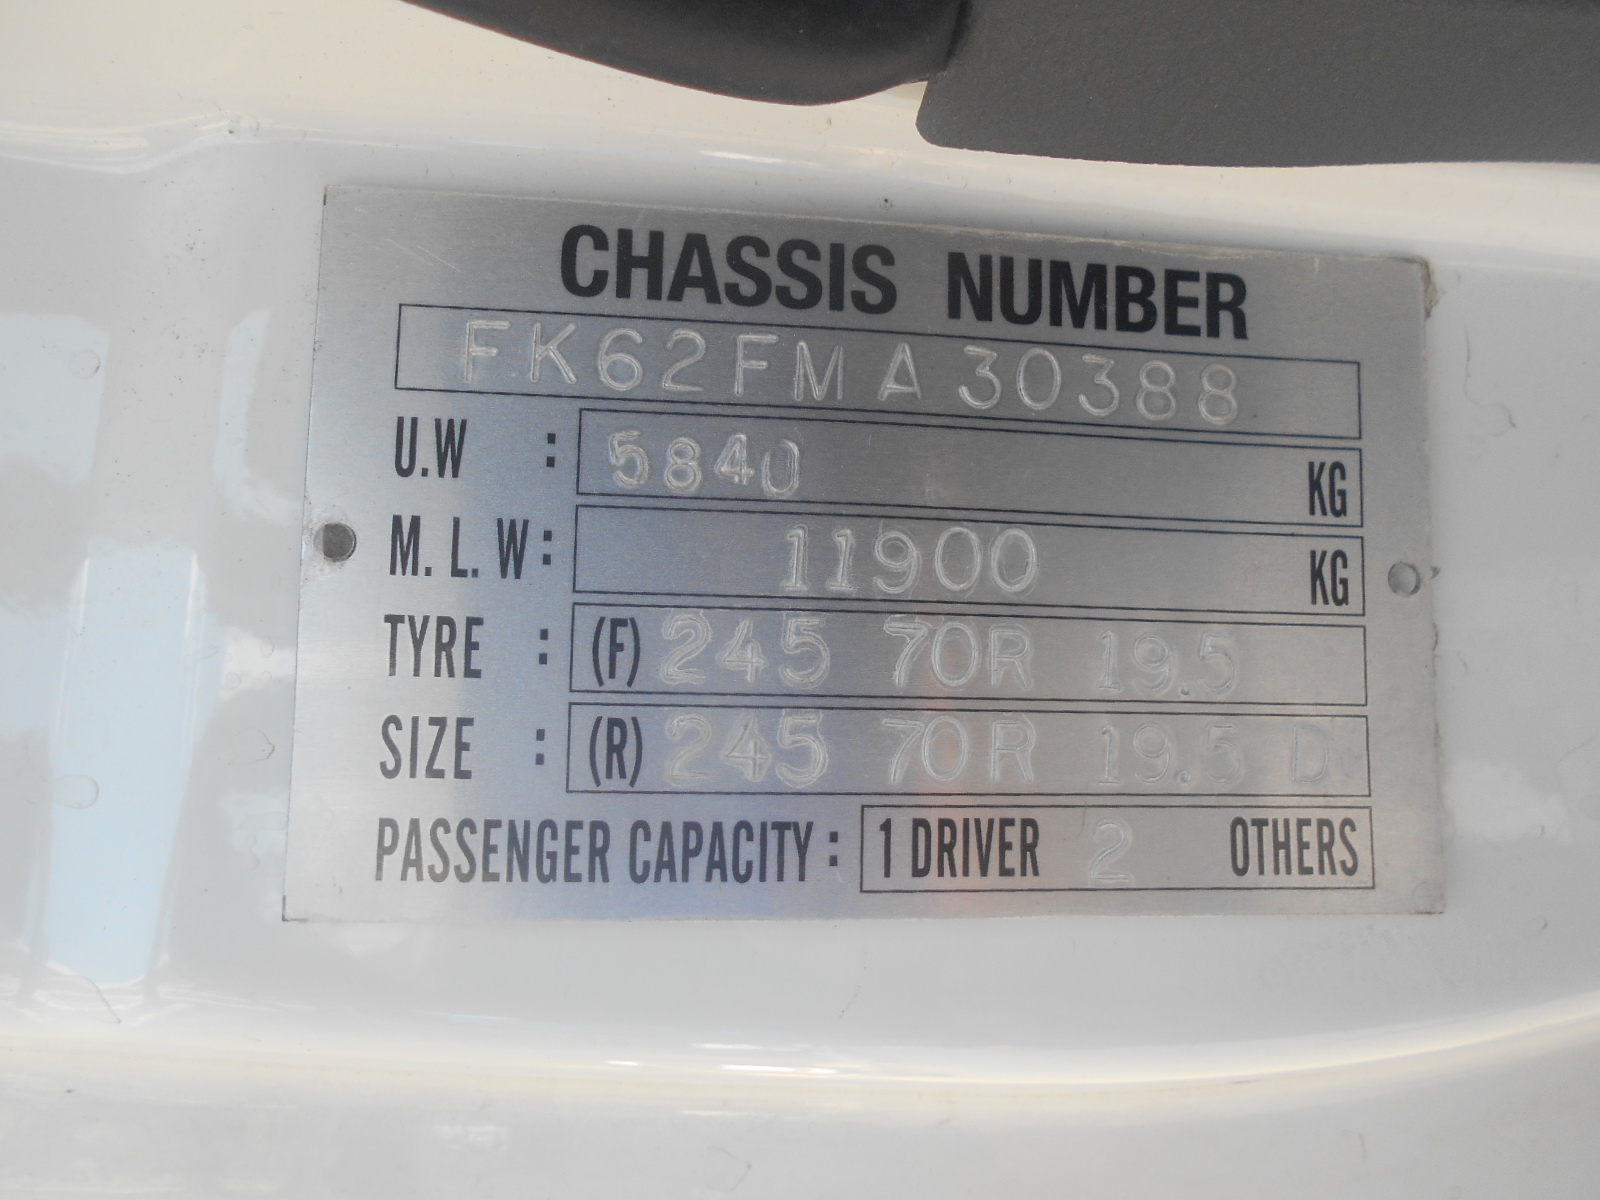 CHASSIS NUMBER
FK62FMA30388
U.W : 5840 KG
M.L.W: 11900 KG
TYRE : (F) 245 70R 19.5
SIZE : (R) 245 70R 19.5 D
PASSENGER CAPACITY: 1 DRIVER 2 OTHERS